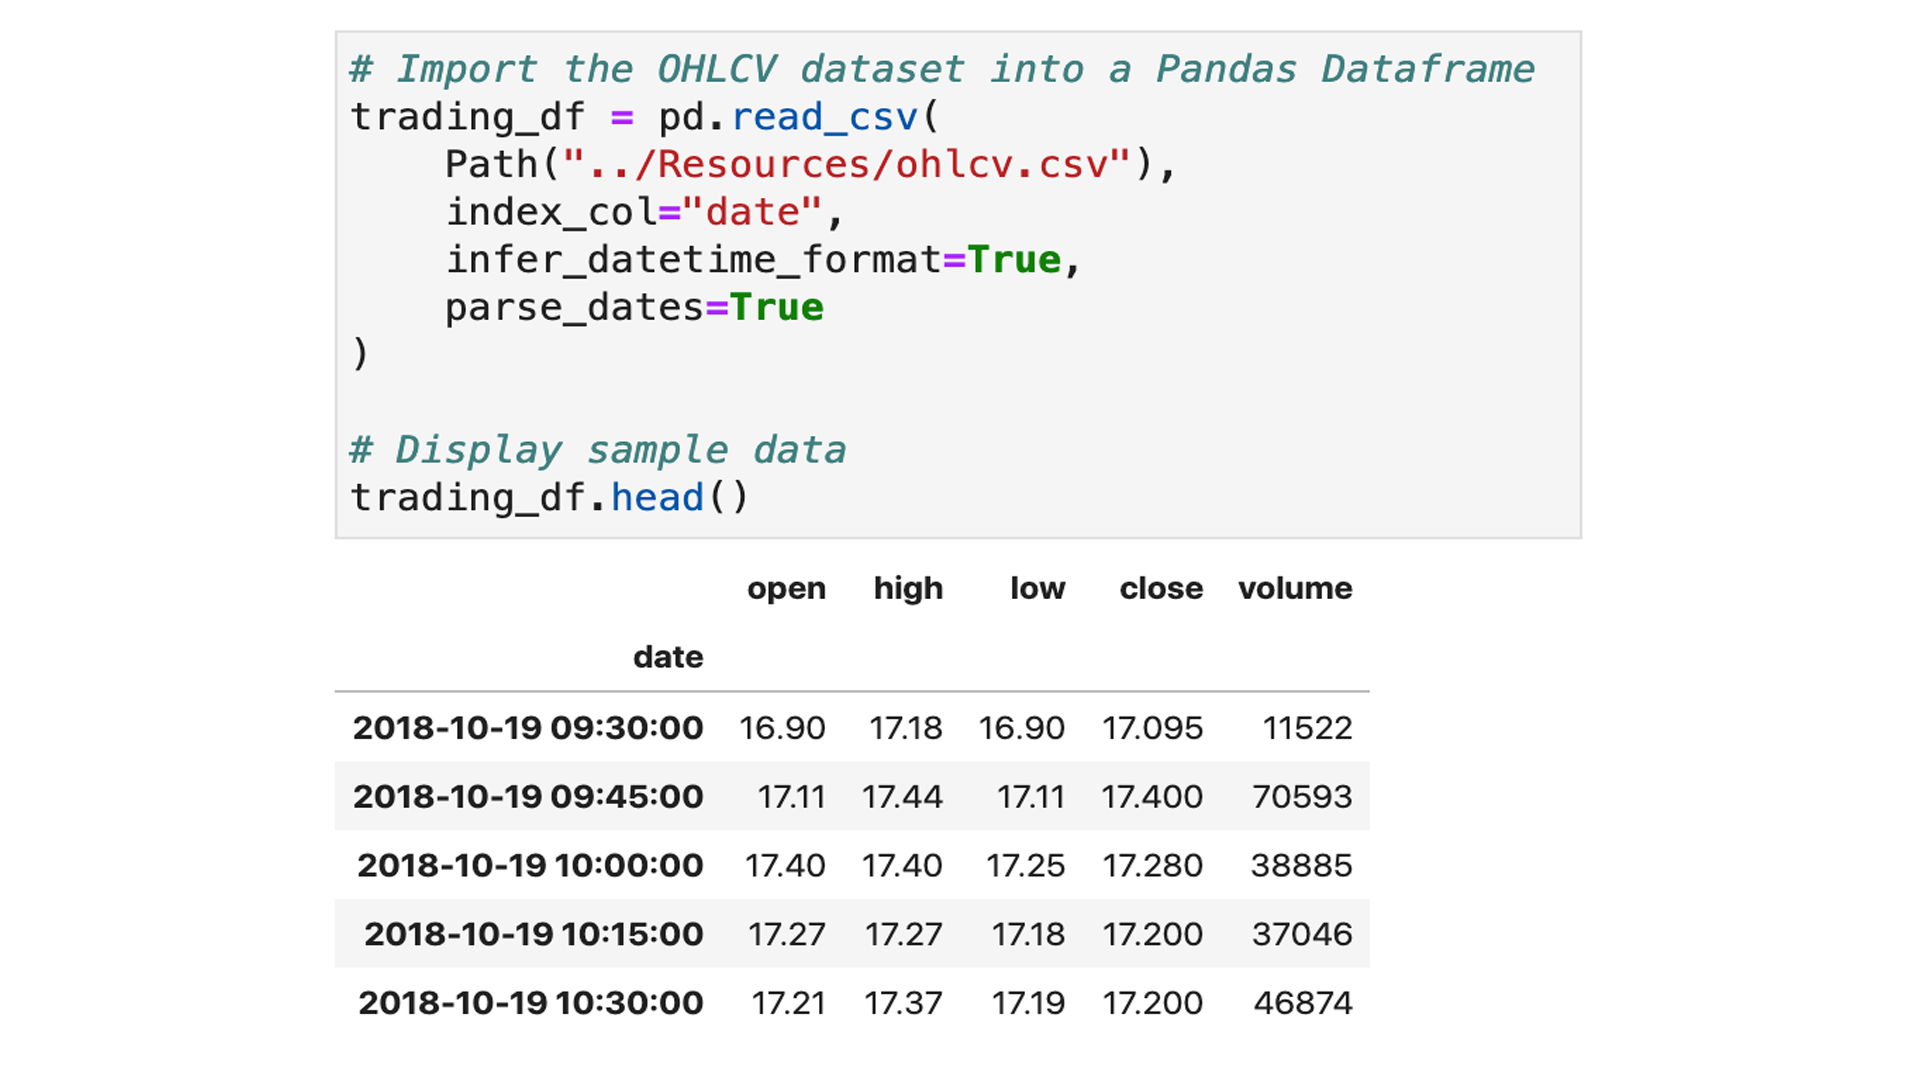 # Import the OHLCV dataset into a Pandas Dataframe
trading_df = pd.read_csv(
    Path("../Resources/ohlcv.csv"),
    index_col="date",
    infer_datetime_format=True,
    parse_dates=True
)
# Display sample data
trading_df.head()
open high low close volume
date
2018-10-19 09:30:00 16.90 17.18 16.90 17.095 11522
2018-10-19 09:45:00 17.11 17.44 17.11 17.400 70593
2018-10-19 10:00:00 17.40 17.40 17.25 17.280 38885
2018-10-19 10:15:00 17.27 17.27 17.18 17.200 37046
2018-10-19 10:30:00 17.21 17.37 17.19 17.200 46874